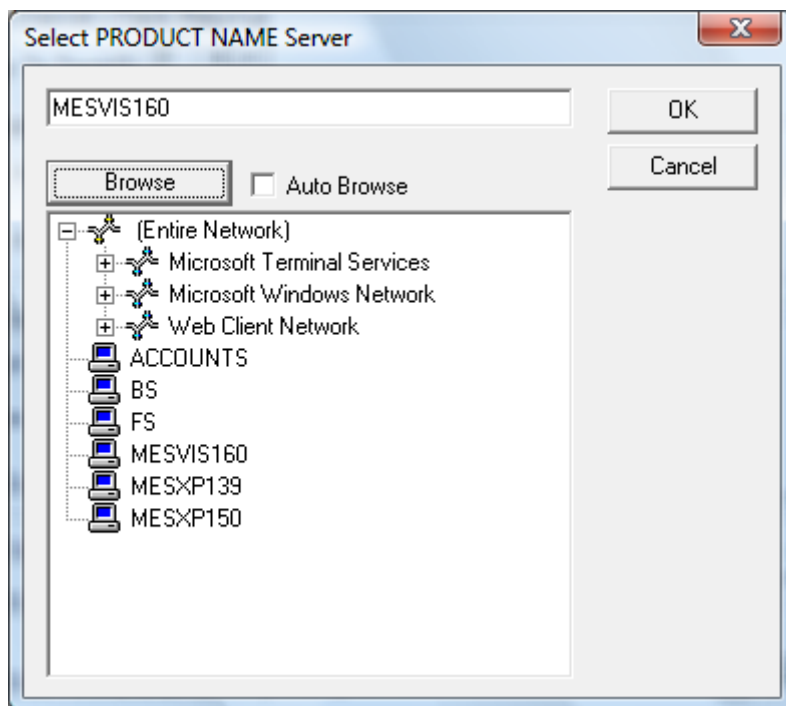 Select PRODUCT NAME Server
MESVIS160
OK
Cancel
Browse
Auto Browse
(Entire Network)
Microsoft Terminal Services
Microsoft Windows Network
Web Client Network
ACCOUNTS
BS
FS
MESVIS160
MESXP139
MESXP150